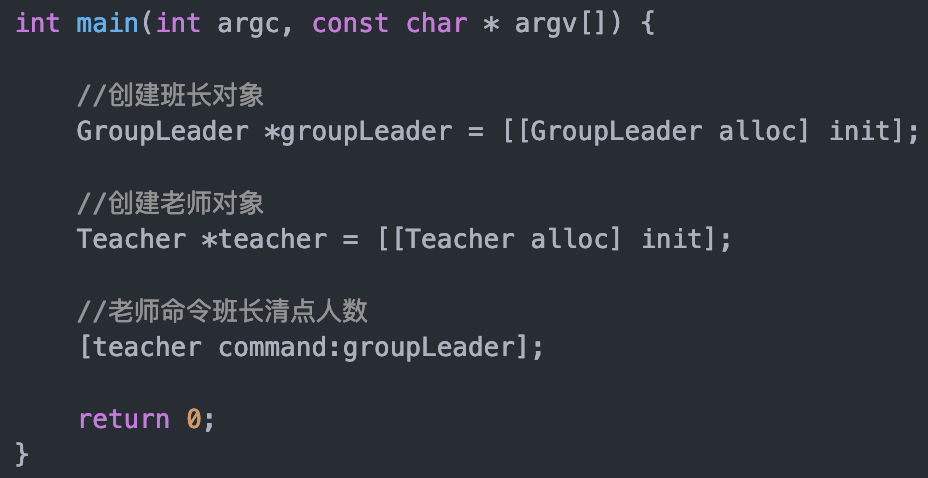 int main(int argc, const char * argv[]) {
//创建班长对象
GroupLeader *groupLeader = [[GroupLeader alloc] init];
//创建老师对象
Teacher *teacher = [[Teacher alloc] init];
//老师命令班长清点人数
[teacher command:groupLeader];
return 0;
}